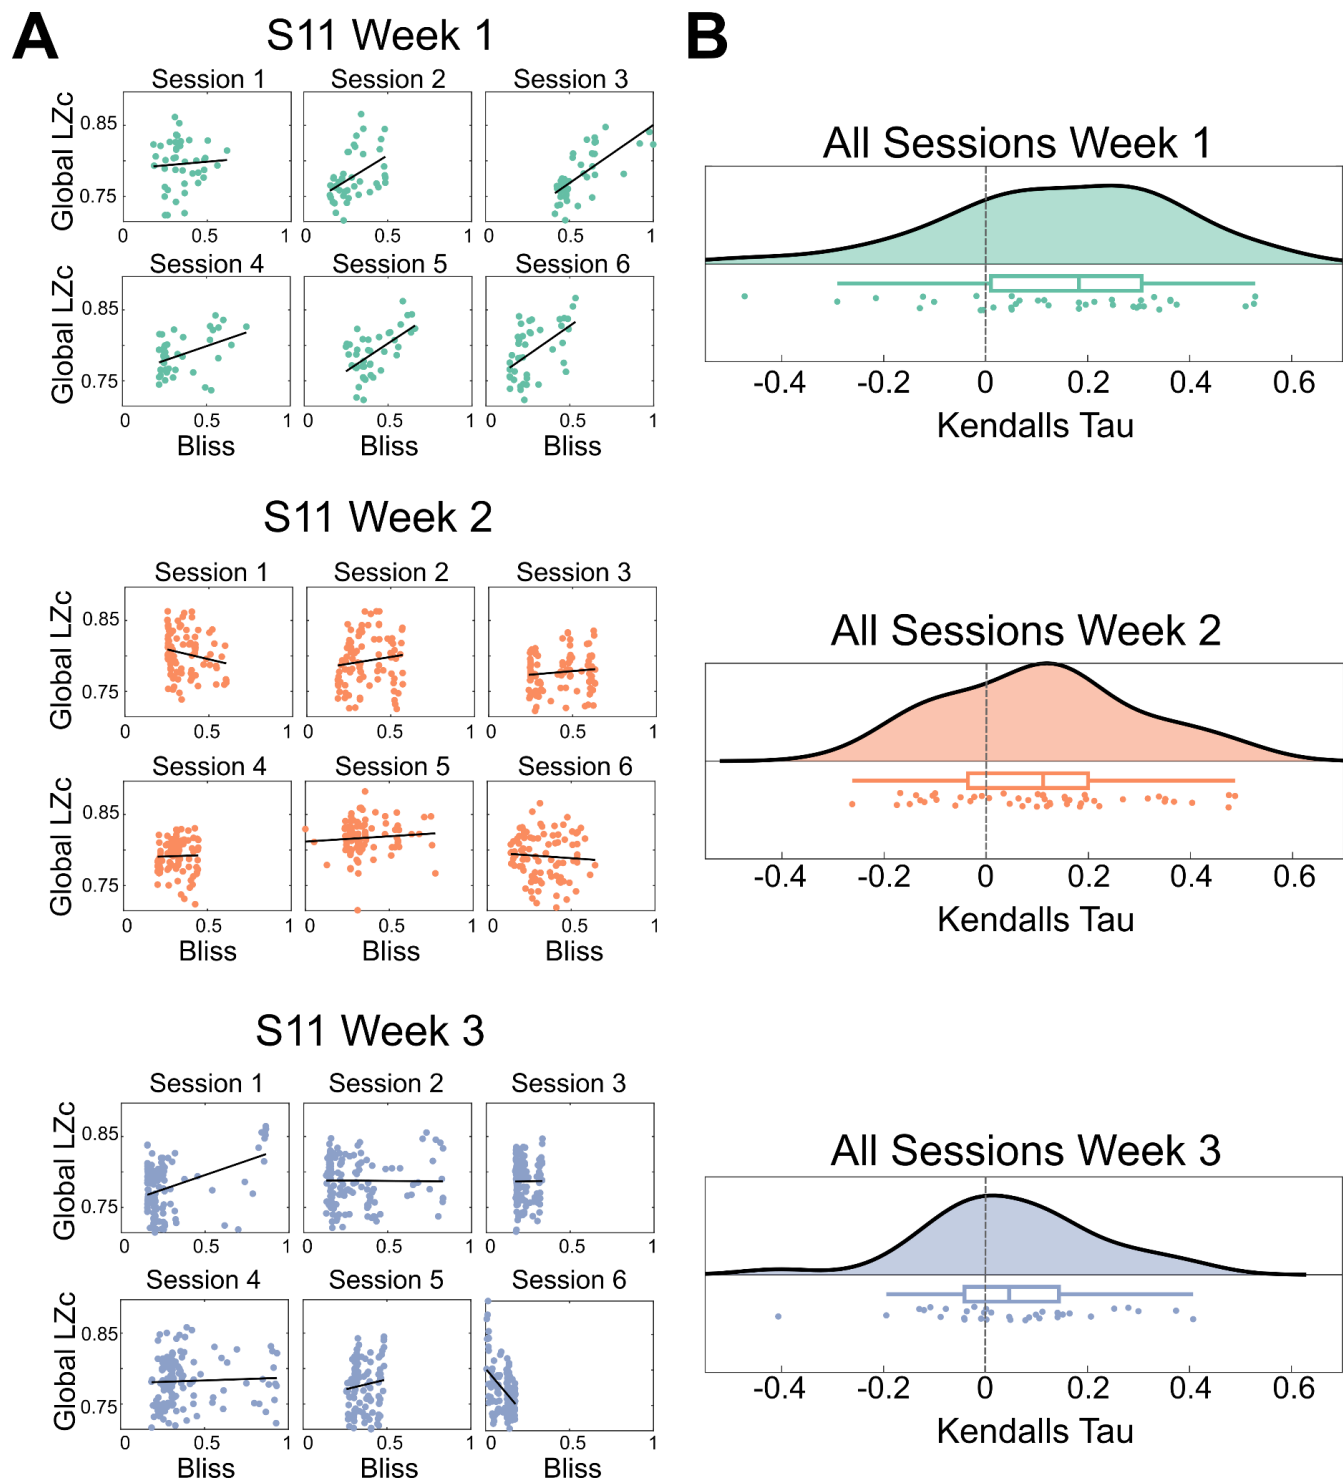 A
B
S11 Week 1
Session 1
Session 2
Session 3
Global LZc
0.85
0.75
0 0.5 1
0 0.5 1
0 0.5 1
Session 4
Session 5
Session 6
Global LZc
0.85
0.75
0 0.5 1
0 0.5 1
0 0.5 1
Bliss
Bliss
Bliss
All Sessions Week 1
-0.4 -0.2 0 0.2 0.4 0.6
Kendalls Tau
S11 Week 2
Session 1
Session 2
Session 3
Global LZc
0.85
0.75
0 0.5 1
0 0.5 1
0 0.5 1
Session 4
Session 5
Session 6
Global LZc
0.85
0.75
0 0.5 1
0 0.5 1
0 0.5 1
Bliss
Bliss
Bliss
All Sessions Week 2
-0.4 -0.2 0 0.2 0.4 0.6
Kendalls Tau
S11 Week 3
Session 1
Session 2
Session 3
Global LZc
0.85
0.75
0 0.5 1
0 0.5 1
0 0.5 1
Session 4
Session 5
Session 6
Global LZc
0.85
0.75
0 0.5 1
0 0.5 1
0 0.5 1
Bliss
Bliss
Bliss
All Sessions Week 3
-0.4 -0.2 0 0.2 0.4 0.6
Kendalls Tau